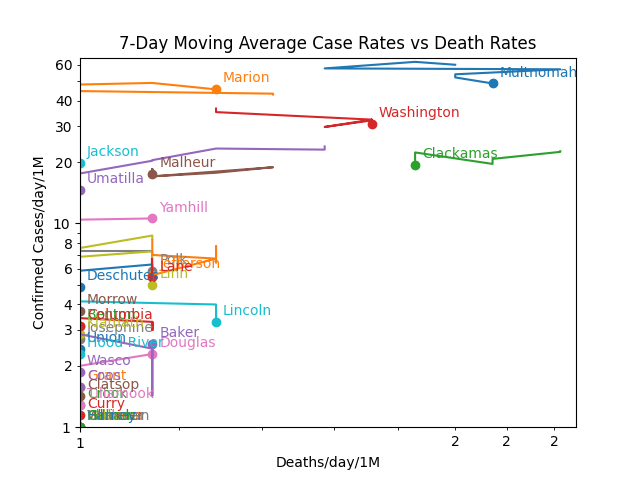 7-Day Moving Average Case Rates vs Death Rates
Confirmed Cases/day/1M
60
40
30
20
10
8
6
4
3
2
1
Multnomah
Marion
Washington
Clackamas
Jackson
Malheur
Umatilla
Yamhill
Polk
Jefferson
Lane
Linn
Deschutes
Morrow
Columbia
Lincoln
Josephine
Baker
Union
Hood River
Douglas
Wasco
Grant
Clatsop
Crook
Tillamook
Curry
1
2
2
2
Deaths/day/1M